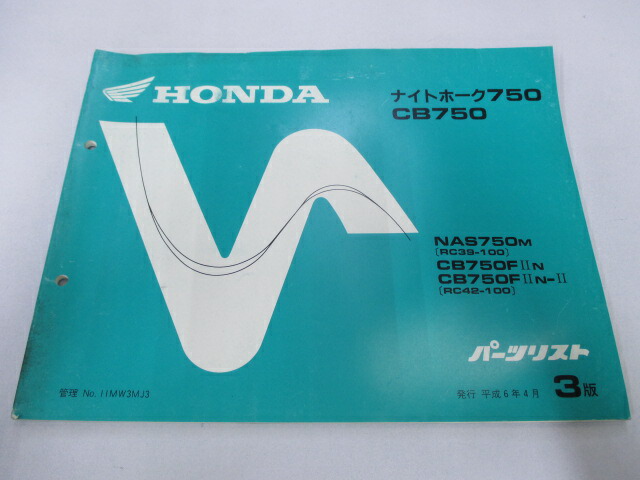 HONDA
ナイトホーク750
CB750
NAS750M
[RC39-100]
CB750FⅡN
CB750FⅡN-Ⅱ
[RC42-100]
パーツリスト
管理 No. 11MW3MJ3
発行 平成6年4月 3版